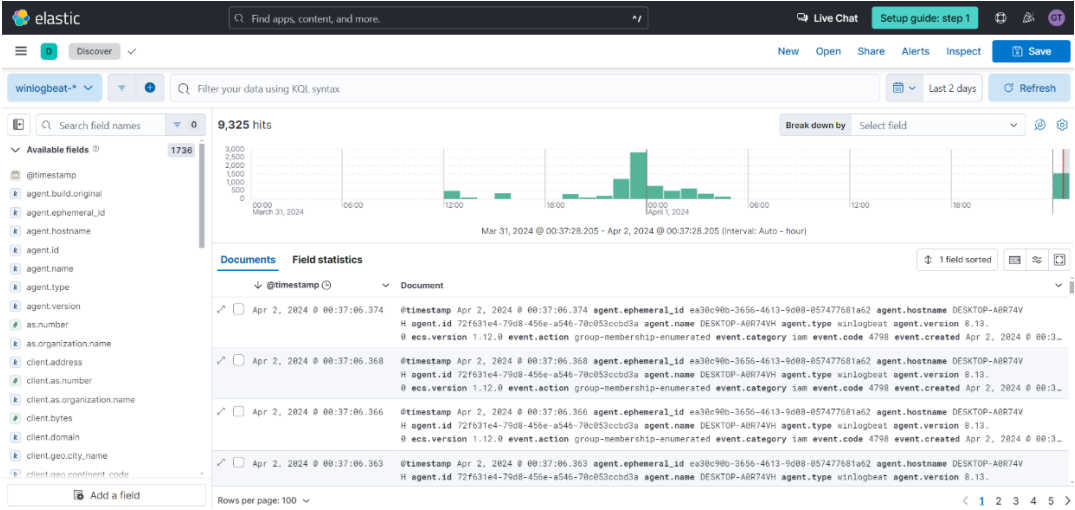 elastic
Find apps, content, and more.
^/
Live Chat
Setup guide: step 1
GT
D
Discover
New
Open
Share
Alerts
Inspect
Save
winlogbeat-*
Filter your data using KQL syntax
Last 2 days
Refresh
Search field names
0
Available fields
1736
@timestamp
agent.build.original
agent.ephemeral_id
agent.hostname
agent.id
agent.name
agent.type
agent.version
as.number
as.organization.name
client.address
client.as.number
client.as.organization.name
client.bytes
client.domain
client.geo.city_name
client.geo.continent_code
Add a field
9,325 hits
Break down by
Select field
3,000
2,500
2,000
1,500
1,000
500
0
00:00
March 31, 2024
06:00
12:00
18:00
00:00
April 1, 2024
06:00
12:00
18:00
Mar 31, 2024 @ 00:37:28.205 - Apr 2, 2024 @ 00:37:28.205 (interval: Auto - hour)
Documents
Field statistics
1 field sorted
@timestamp
Document
Apr 2, 2024 @ 00:37:06.374
@timestamp Apr 2, 2024 @ 00:37:06.374 agent.ephemeral_id ea30c90b-3656-4613-9d08-057477681a62 agent.hostname DESKTOP-A0R74V
H agent.id 72f631e4-79d8-456e-a546-70c053ccbd3a agent.name DESKTOP-A0R74VH agent.type winlogbeat agent.version 8.13.
0 ecs.version 1.12.0 event.action group-membership-enumerated event.category iam event.code 4798 event.created Apr 2, 2024 @ 00:3…
Apr 2, 2024 @ 00:37:06.368
@timestamp Apr 2, 2024 @ 00:37:06.368 agent.ephemeral_id ea30c90b-3656-4613-9d08-057477681a62 agent.hostname DESKTOP-A0R74V
H agent.id 72f631e4-79d8-456e-a546-70c053ccbd3a agent.name DESKTOP-A0R74VH agent.type winlogbeat agent.version 8.13.
0 ecs.version 1.12.0 event.action group-membership-enumerated event.category iam event.code 4798 event.created Apr 2, 2024 @ 00:3…
Apr 2, 2024 @ 00:37:06.366
@timestamp Apr 2, 2024 @ 00:37:06.366 agent.ephemeral_id ea30c90b-3656-4613-9d08-057477681a62 agent.hostname DESKTOP-A0R74V
H agent.id 72f631e4-79d8-456e-a546-70c053ccbd3a agent.name DESKTOP-A0R74VH agent.type winlogbeat agent.version 8.13.
0 ecs.version 1.12.0 event.action group-membership-enumerated event.category iam event.code 4798 event.created Apr 2, 2024 @ 00:3…
Apr 2, 2024 @ 00:37:06.363
@timestamp Apr 2, 2024 @ 00:37:06.363 agent.ephemeral_id ea30c90b-3656-4613-9d08-057477681a62 agent.hostname DESKTOP-A0R74V
H agent.id 72f631e4-79d8-456e-a546-70c053ccbd3a agent.name DESKTOP-A0R74VH agent.type winlogbeat agent.version 8.13.
Rows per page: 100
1 2 3 4 5